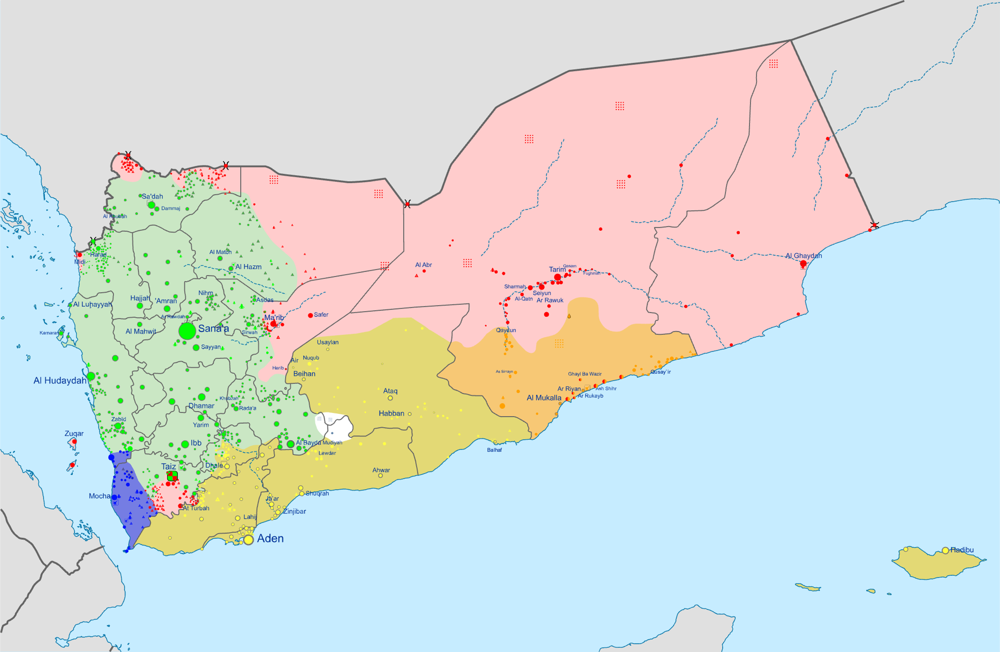 Sa'dah
Dammaj
Al Khubah
Harad
Midi
Al Maton
Al Hazm
Al Abr
Al Ghaydah
Tarim
Qasam
Fughmah
Sharmah
Seiyun
Al-Qatn
Ar Rawuk
Nihm
Asdas
Hajjah
'Amran
Al Luḩayyah
Ar Rawdah
Ma'rib
Safer
Sana'a
Al Mahwit
Kamaran
Sirwah
Qaydun
Sayyan
Usaylan
Air
Nuqub
Harib
Beihan
As Sirrayn
Ghayl Ba Wazir
Qusay`ir
Al Hudaydah
Ataq
Ar Riyan
Ash Shihr
Al Mukalla
Ar Rukayb
Khubzah
Dhamar
Rada'a
Habban
Zabīd
Yarim
Zuqar
Ibb
Al Bayda
Mudiyah
Balhaf
Lawdar
Taiz
Dhale
Ahwar
Mocha
Shuqrah
Ja'ar
At Turbah
Zinjibar
Lahij
Aden
Hadibu